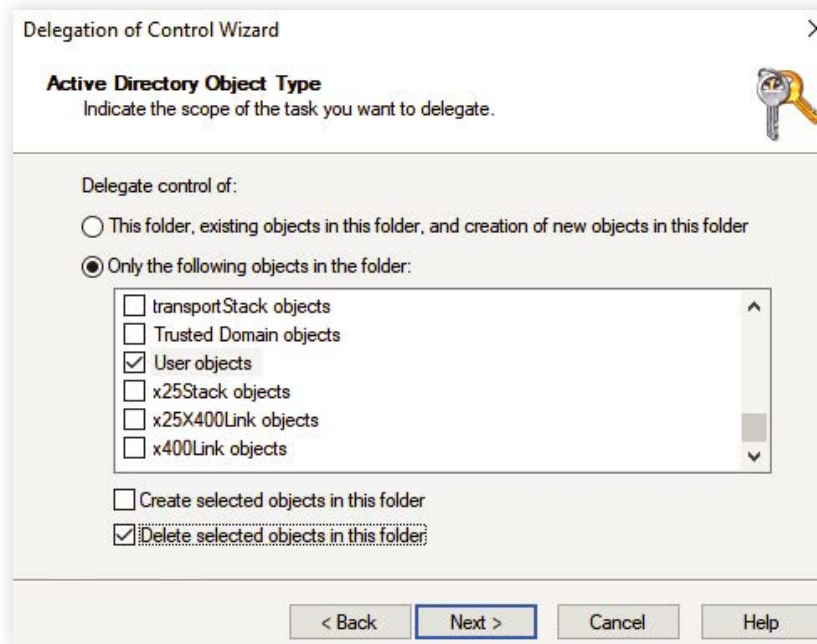 Delegation of Control Wizard
Active Directory Object Type
Indicate the scope of the task you want to delegate.
Delegate control of:
This folder, existing objects in this folder, and creation of new objects in this folder
Only the following objects in the folder:
transportStack objects
Trusted Domain objects
User objects
x25Stack objects
x25X400Link objects
x400Link objects
Create selected objects in this folder
Delete selected objects in this folder
< Back Next > Cancel Help